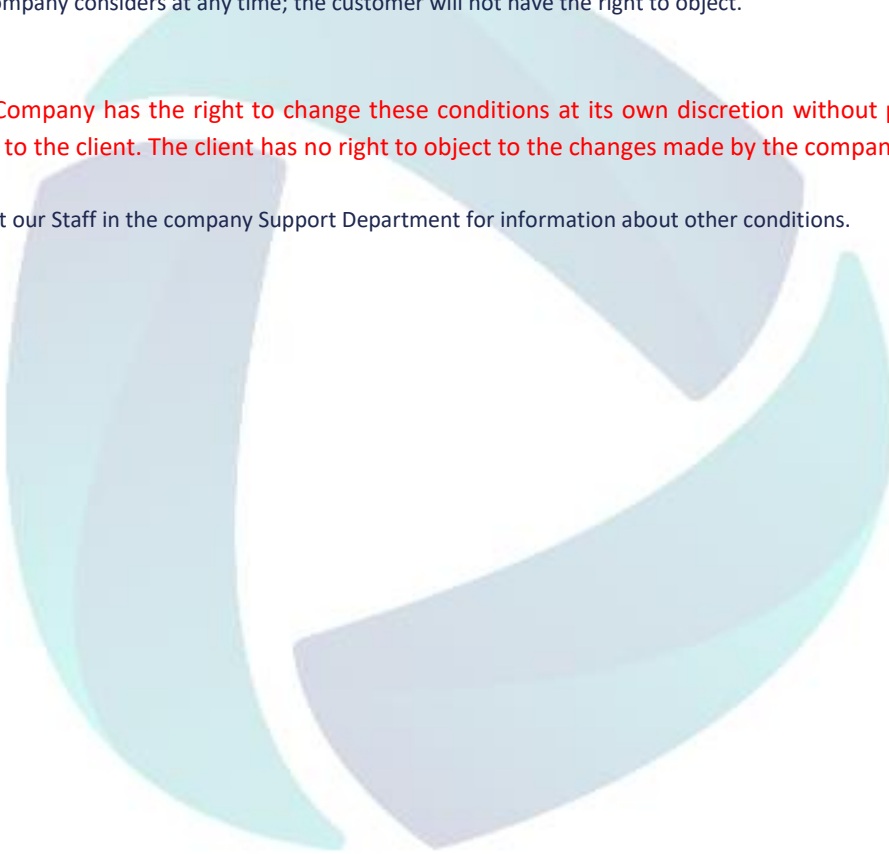 ompany considers at any time; the customer will not have the right to object.
Company has the right to change these conditions at its own discretion without
to the client. The client has no right to object to the changes made by the compan
t our Staff in the company Support Department for information about other conditions.